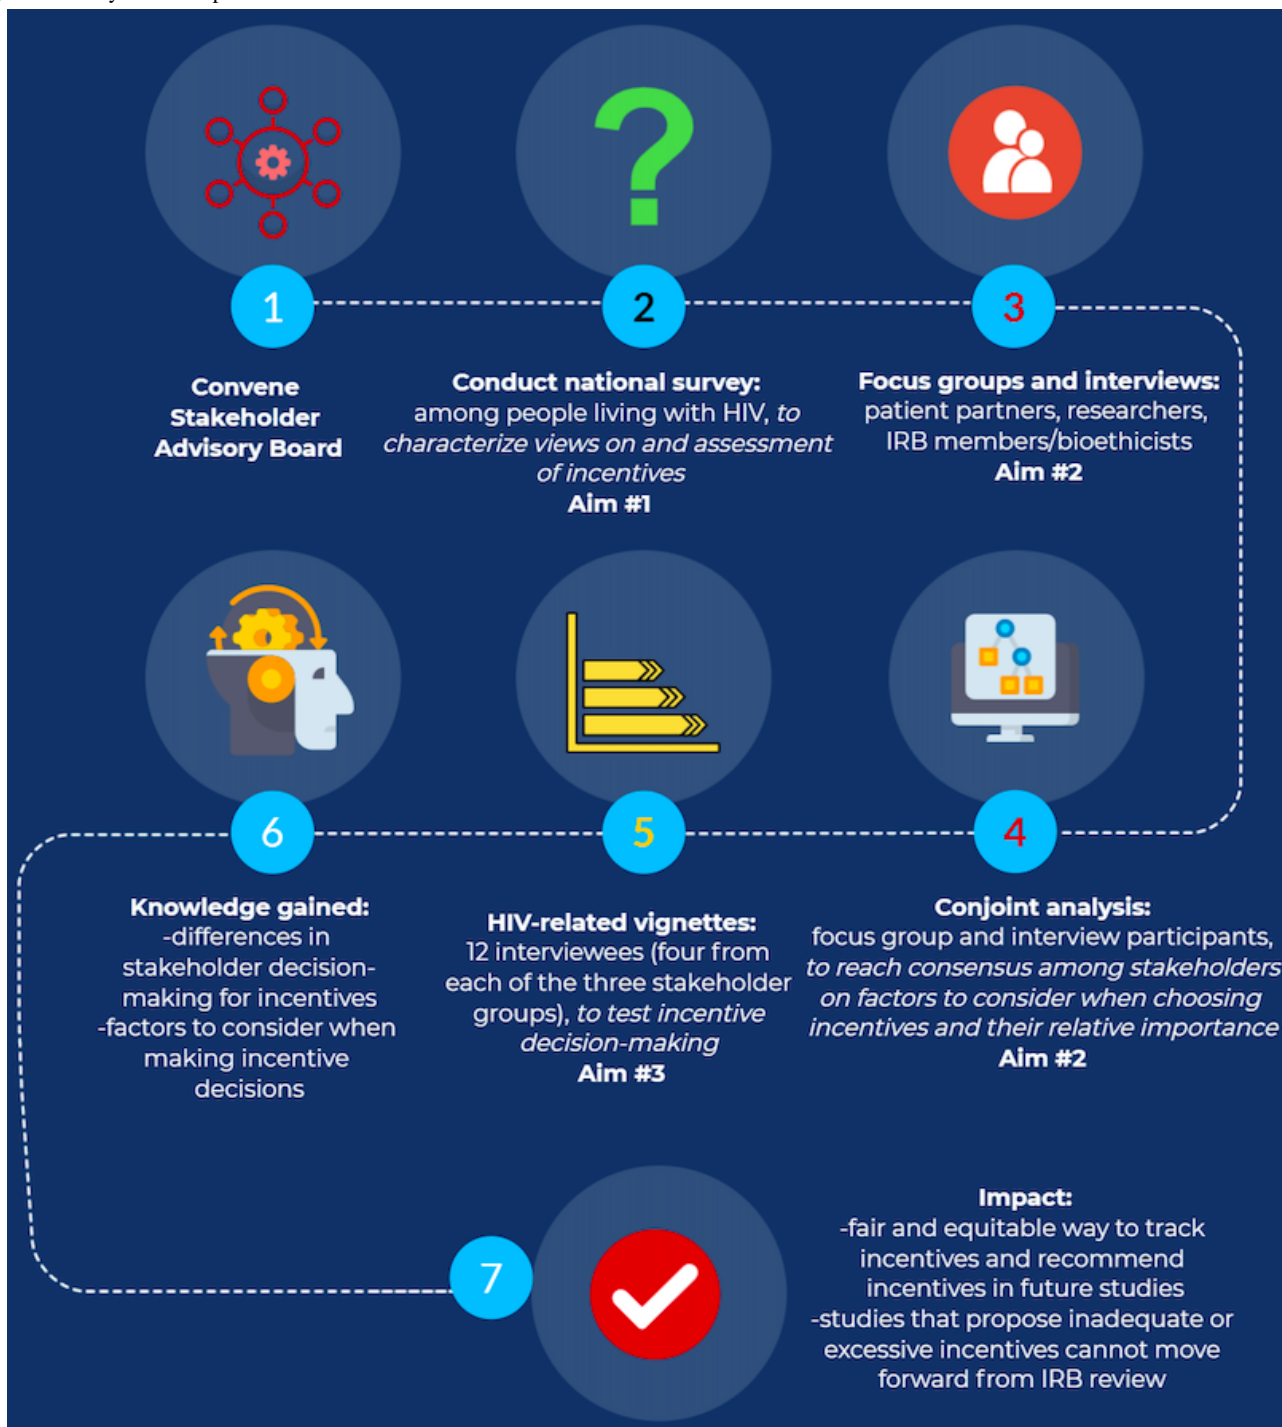 1
Convene
Stakeholder
Advisory Board
2
Conduct national survey:
among people living with HIV, to
characterize views on and assessment
of incentives
Aim #1
3
Focus groups and interviews:
patient partners, researchers,
IRB members/bioethicists
Aim #2
4
Conjoint analysis:
focus group and interview participants,
to reach consensus among stakeholders
on factors to consider when choosing
incentives and their relative importance
Aim #2
5
HIV-related vignettes:
12 interviewees (four from
each of the three stakeholder
groups), to test incentive
decision-making
Aim #3
6
Knowledge gained:
-differences in
stakeholder decision-
making for incentives
-factors to consider when
making incentive
decisions
7
Impact:
-fair and equitable way to track
incentives and recommend
incentives in future studies
-studies that propose inadequate or
excessive incentives cannot move
forward from IRB review